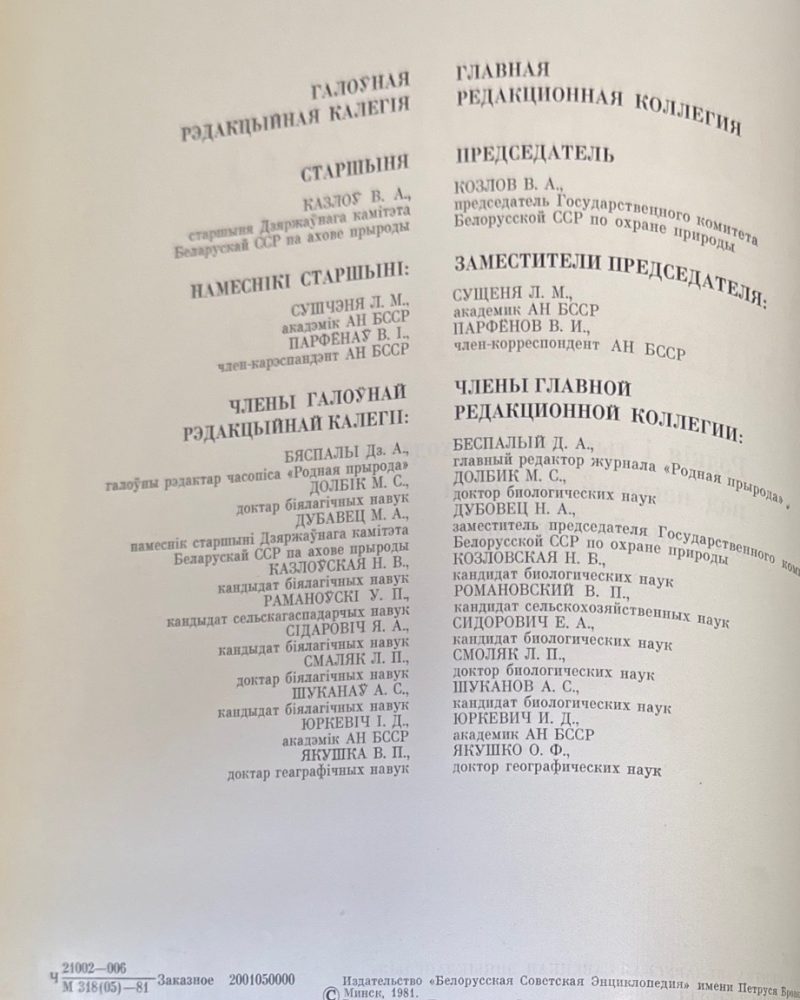 ГАЛОЎНАЯ
РЭДАКЦЫЙНАЯ КАЛЕГІЯ
СТАРШЫНЯ
КАЗЛОЎ В. А.,
старшыня Дзяржаўнага камітэта
Беларускай ССР па ахове прыроды
НАМЕСНІКІ СТАРШЫНІ:
СУШЧЭНЯ Л. М.,
акадэмік АН БССР
ПАРФЁНАЎ В. І.,
член-карэспандэнт АН БССР
ЧЛЕНЫ ГАЛОЎНАЙ
РЭДАКЦЫЙНАЙ КАЛЕГІІ:
БЯСПАЛЫ Дз. А.,
галоўны рэдактар часопіса «Родная прырода»
ДОЛБІК М. С.,
доктар біялагічных навук
ДУБАВЕЦ М. А.,
намеснік старшыні Дзяржаўнага камітэта
Беларускай ССР па ахове прыроды
КАЗЛОЎСКАЯ Н. В.,
кандыдат біялагічных навук
РАМАНОЎСКІ У. П.,
кандыдат сельскагаспадарчых навук
СІДАРОВІЧ Я. А.,
кандыдат біялагічных навук
СМАЛЯК Л. П.,
доктар біялагічных навук
ШУКАНАЎ А. С.,
кандыдат біялагічных навук
ЮРКЕВІЧ І. Д.,
акадэмік АН БССР
ЯКУШКА В. П.,
доктар геаграфічных навук
ГЛАВНАЯ
РЕДАКЦИОННАЯ КОЛЛЕГИЯ
ПРЕДСЕДАТЕЛЬ
КОЗЛОВ В. А.,
председатель Государственного комитета
Белорусской ССР по охране природы
ЗАМЕСТИТЕЛИ ПРЕДСЕДАТЕЛЯ:
СУЩЕНЯ Л. М.,
академик АН БССР
ПАРФЁНОВ В. И.,
член-корреспондент АН БССР
ЧЛЕНЫ ГЛАВНОЙ
РЕДАКЦИОННОЙ КОЛЛЕГИИ:
БЕСПАЛЫЙ Д. А.,
главный редактор журнала «Родная прырода»,
ДОЛБИК М. С.,
доктор биологических наук
ДУБОВЕЦ Н. А.,
заместитель председателя Государственного
Белорусской ССР по охране природы
КОЗЛОВСКАЯ Н. Б.,
кандидат биологических наук
РОМАНОВСКИЙ В. П.,
кандидат сельскохозяйственных наук
СИДОРОВИЧ Е. А.,
кандидат биологических наук
СМОЛЯК Л. П.,
доктор биологических наук
ШУКАНОВ А. С.,
кандидат биологических наук
ЮРКЕВИЧ И. Д.,
академик АН БССР
ЯКУШКО О. Ф.,
доктор географических наук
Ч 21002—006
М 318(05)—81 Заказное 2001050000
© Издательство «Белорусская Советская Энциклопедия» имени Петруся
Минск, 1981.